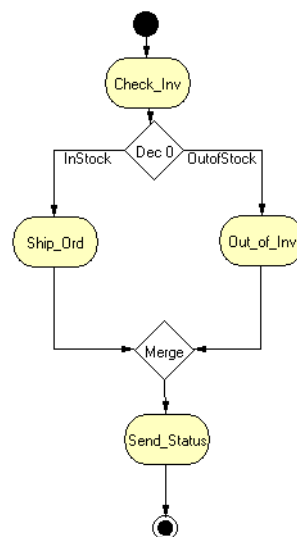 Check_Inv
Dec 0
InStock
OutofStock
Ship_Ord
Out_of_Inv
Merge
Send_Status